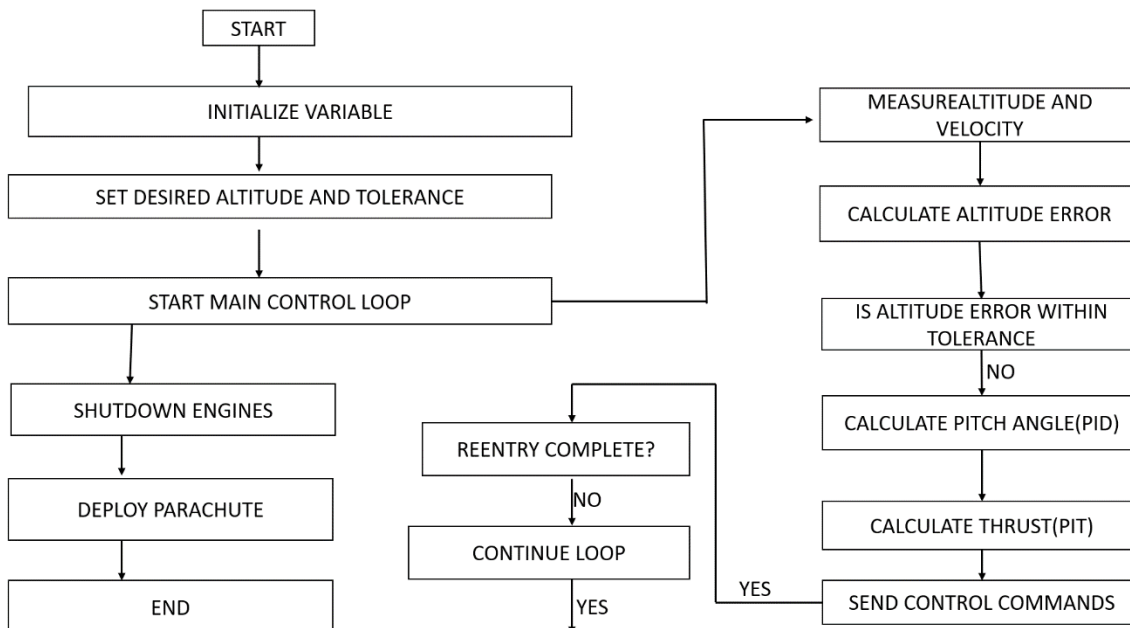 START
INITIALIZE VARIABLE
SET DESIRED ALTITUDE AND TOLERANCE
START MAIN CONTROL LOOP
SHUTDOWN ENGINES
DEPLOY PARACHUTE
END
MEASUREALTITUDE AND
VELOCITY
CALCULATE ALTITUDE ERROR
IS ALTITUDE ERROR WITHIN
TOLERANCE
NO
CALCULATE PITCH ANGLE(PID)
CALCULATE THRUST(PIT)
SEND CONTROL COMMANDS
YES
REENTRY COMPLETE?
NO
CONTINUE LOOP
YES